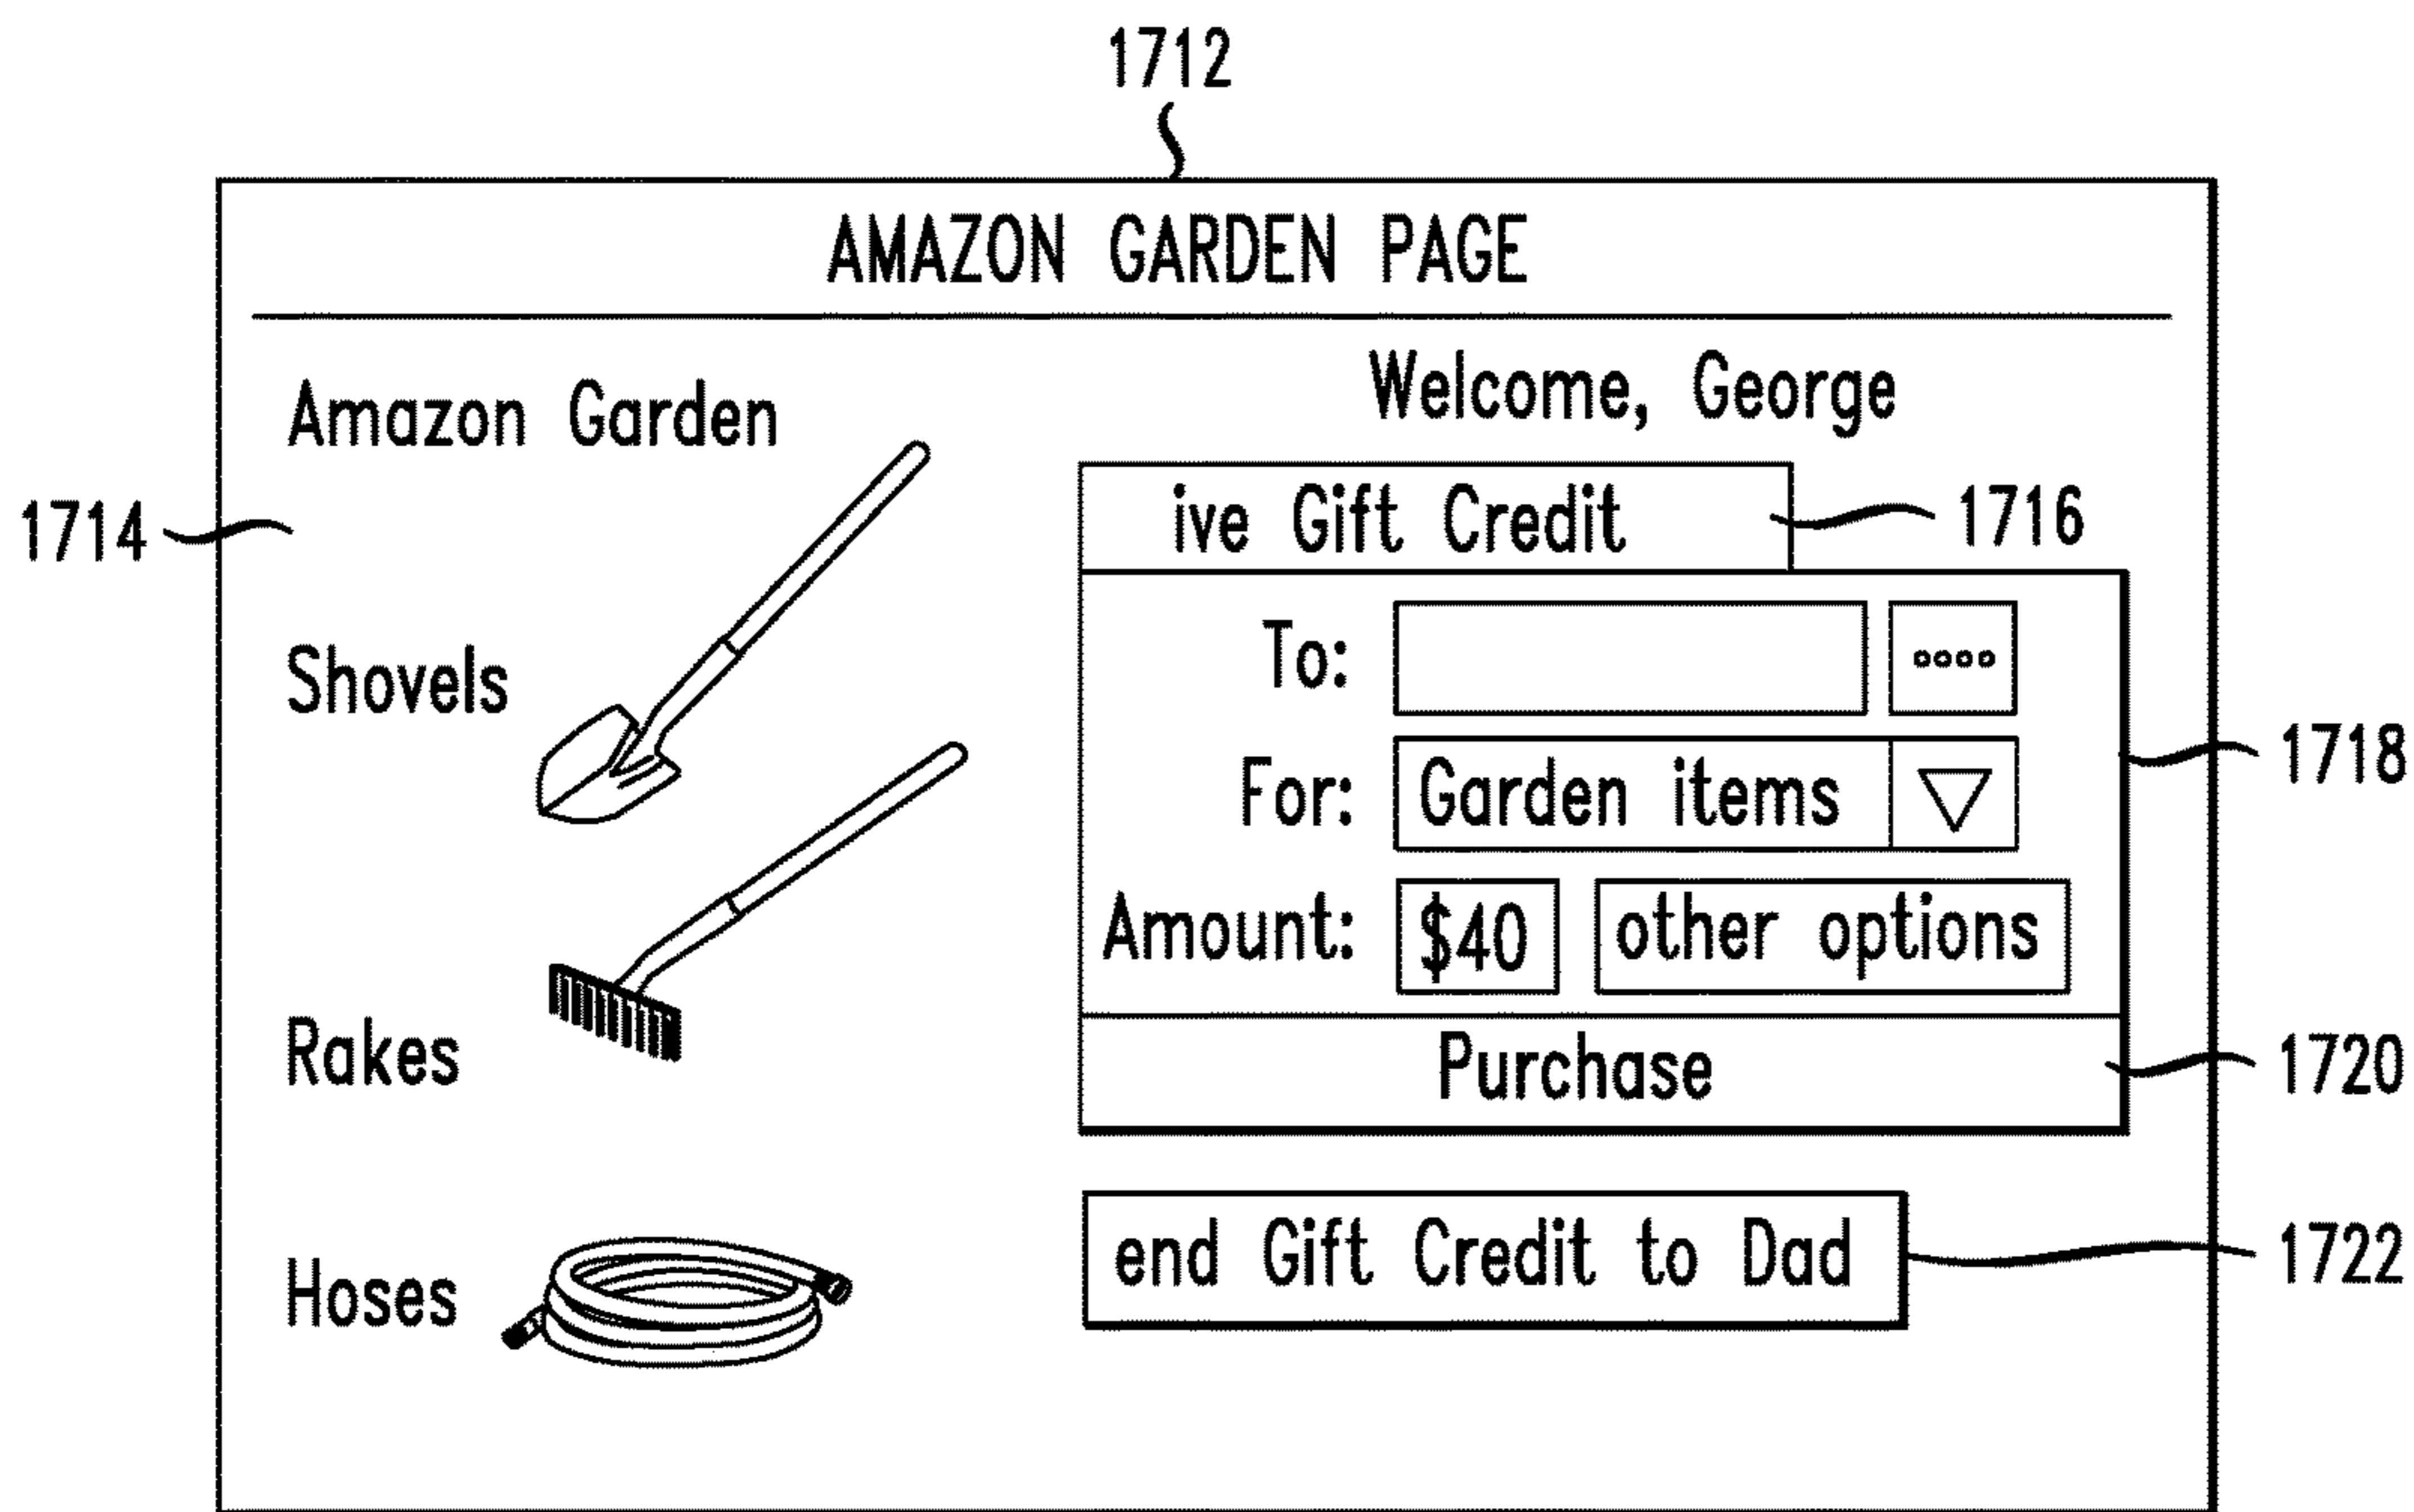 1712
AMAZON GARDEN PAGE
Welcome, George
Amazon Garden
1714
ive Gift Credit
1716
To:
Shovels
For: Garden items
1718
Amount: $40 other options
Rakes
Purchase
1720
end Gift Credit to Dad
1722
Hoses